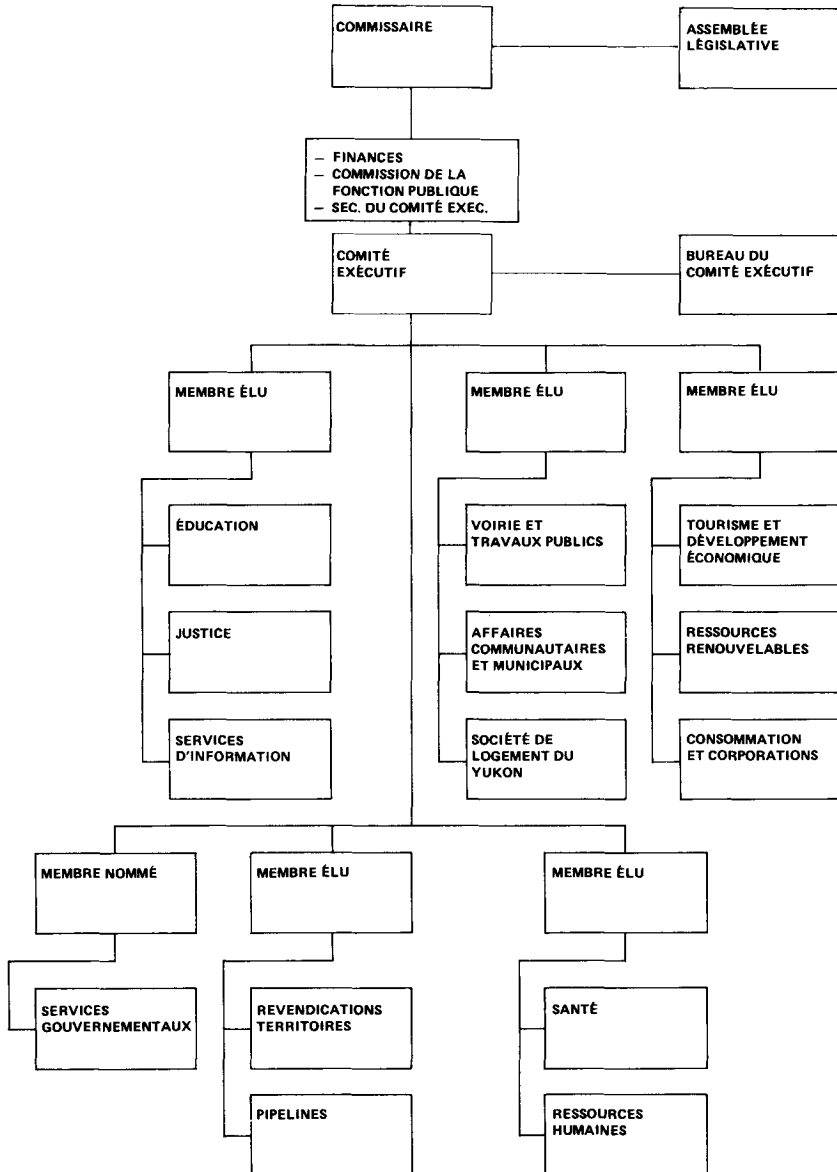 COMMISSAIRE
ASSEMBLÉE
LÉGISLATIVE
– FINANCES
– COMMISSION DE LA
FONCTION PUBLIQUE
– SEC. DU COMITÉ EXEC.
COMITÉ
EXÉCUTIF
BUREAU DU
COMITÉ EXÉCUTIF
MEMBRE ÉLU
MEMBRE ÉLU
MEMBRE ÉLU
ÉDUCATION
VOIRIE ET
TRAVAUX PUBLICS
TOURISME ET
DÉVELOPPEMENT
ÉCONOMIQUE
JUSTICE
AFFAIRES
COMMUNAUTAIRES
ET MUNICIPAUX
RESSOURCES
RENOUVELABLES
SERVICES
D'INFORMATION
SOCIÉTÉ DE
LOGEMENT DU
YUKON
CONSOMMATION
ET CORPORATIONS
MEMBRE NOMMÉ
MEMBRE ÉLU
MEMBRE ÉLU
SERVICES
GOUVERNEMENTAUX
REVENDICATIONS
TERRITOIRES
SANTÉ
PIPELINES
RESSOURCES
HUMAINES